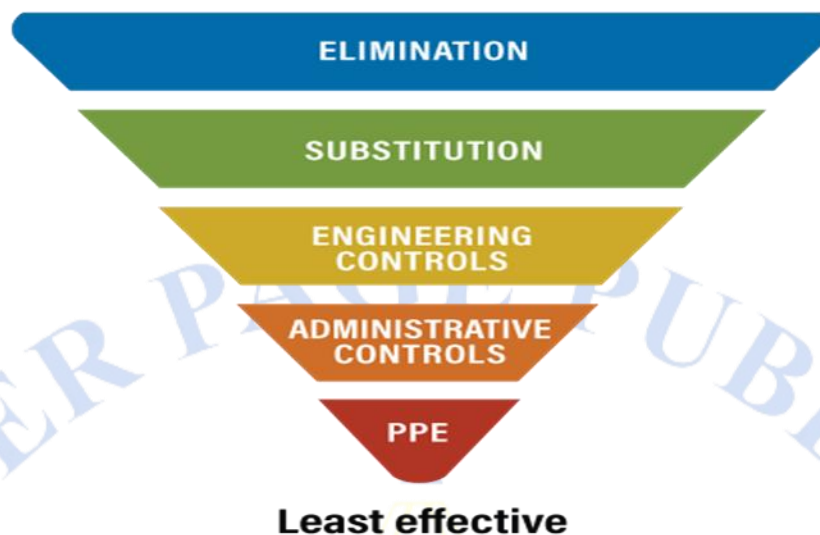 ELIMINATION
SUBSTITUTION
ENGINEERING
CONTROLS
ADMINISTRATIVE
CONTROLS
PPE
Least effective